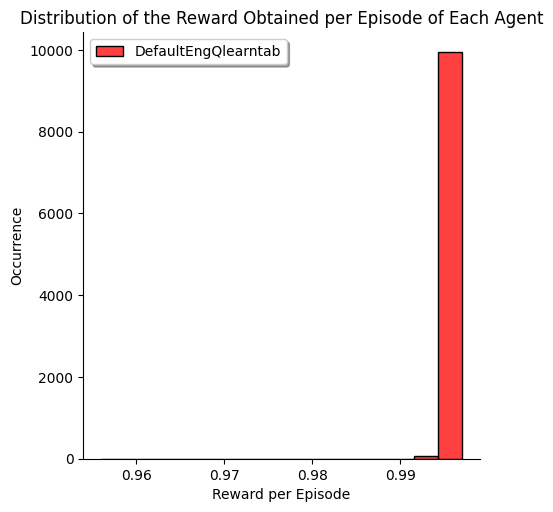 Distribution of the Reward Obtained per Episode of Each Agent
DefaultEngQlearntab
10000
8000
6000
4000
2000
0
Occurrence
0.96 0.97 0.98 0.99
Reward per Episode